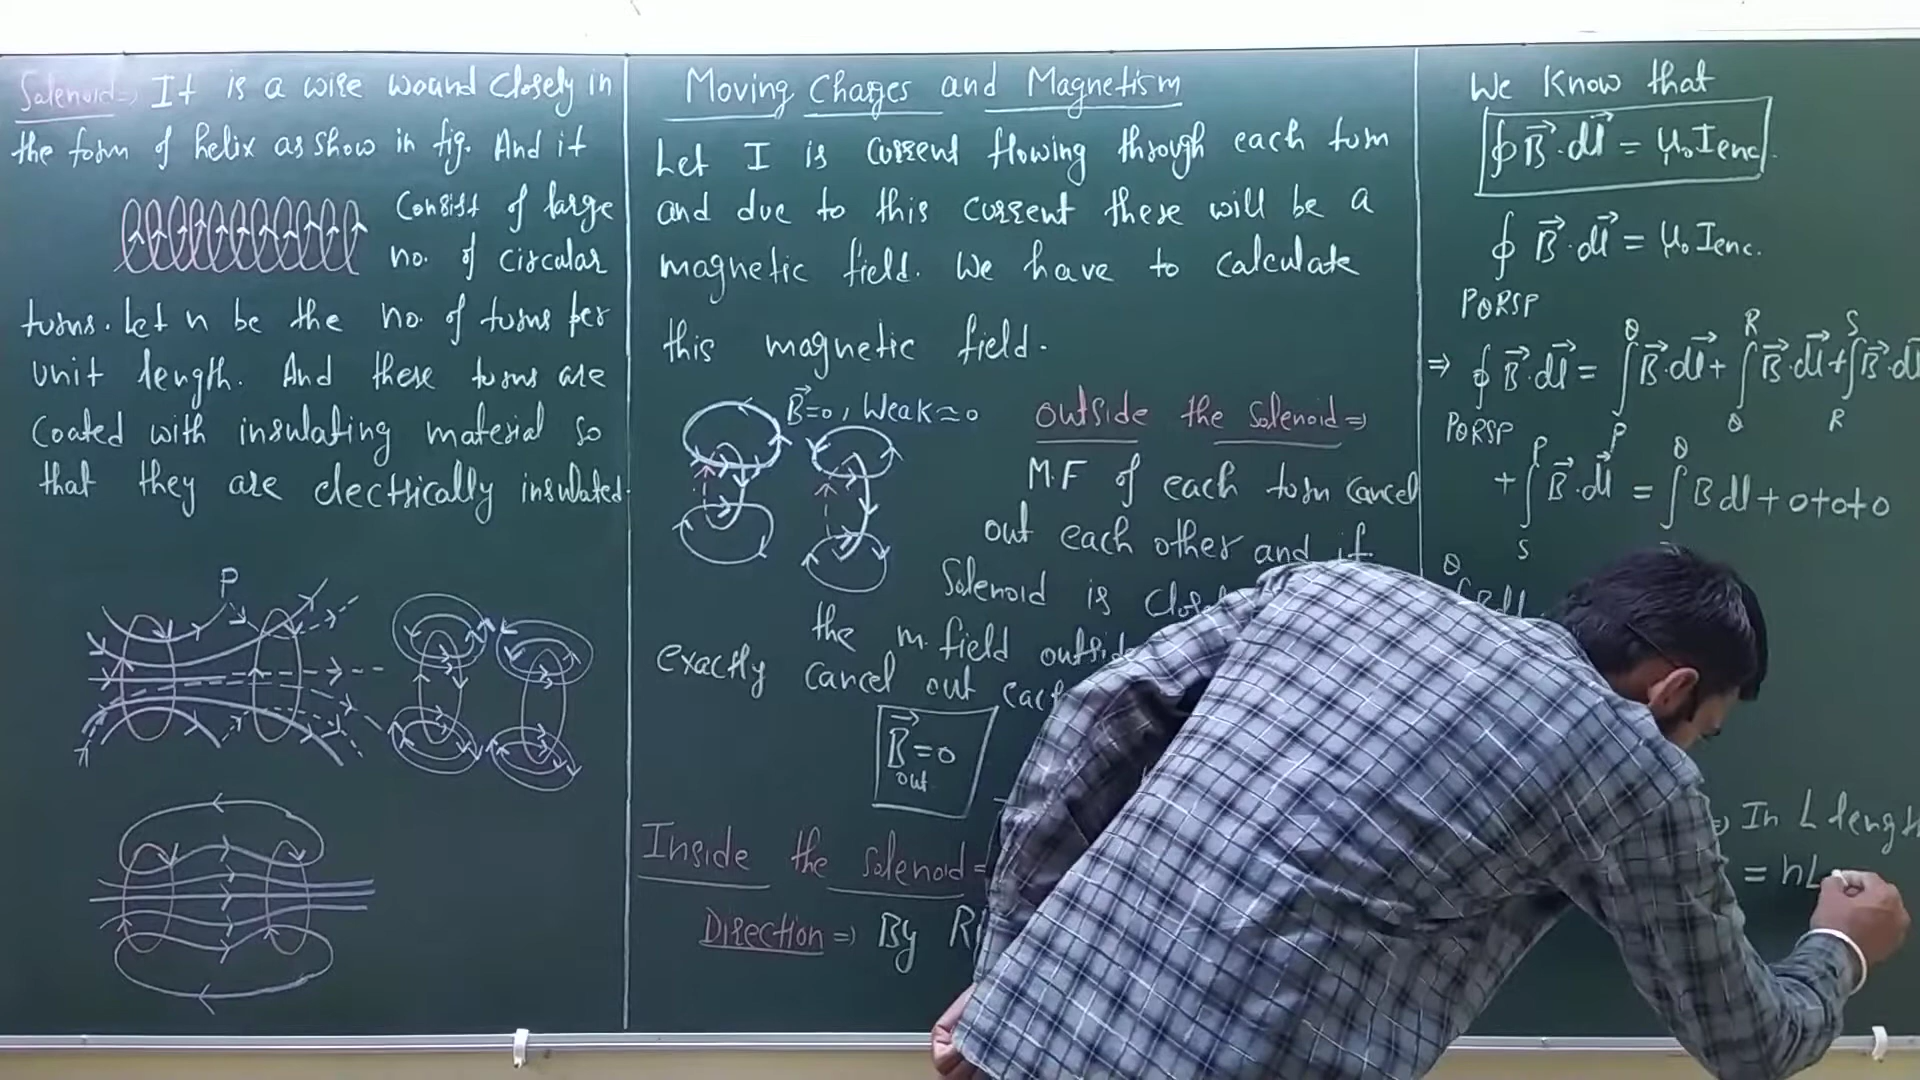 Solenoid ⇒ It is a wire wound closely in
the form of helix as show in fig. And it
consist of large
no. of circular
turns. Let n be the no. of turns per
unit length. And these turns are
coated with insulating material so
that they are electrically insulated.
P
Moving Charges and Magnetism
Let I is current flowing through each turn
and due to this current these will be a
magnetic field. We have to calculate
this magnetic field.
B⃗=0, Weak≈0
outside the solenoid ⇒
M.F of each turn cancel
out each other and if
Solenoid is
the m.field
exactly cancel out
B⃗ = 0
out
Inside the solenoid =
Direction ⇒ By
We Know that
∮B⃗·dl⃗ = μ₀Ienc.
∮ B⃗·dl⃗ = μ₀Ienc.
PQRSP
Q R S
⇒ ∮ B⃗·dl⃗ = ∫B⃗·dl⃗ + ∫B⃗·dl⃗ + ∫B⃗·dl⃗
PQRSP P Q R
P Q
+ ∫B⃗·dl⃗ = ∫B dl + 0+0+0
S
Q
⇒ In L length
= nL